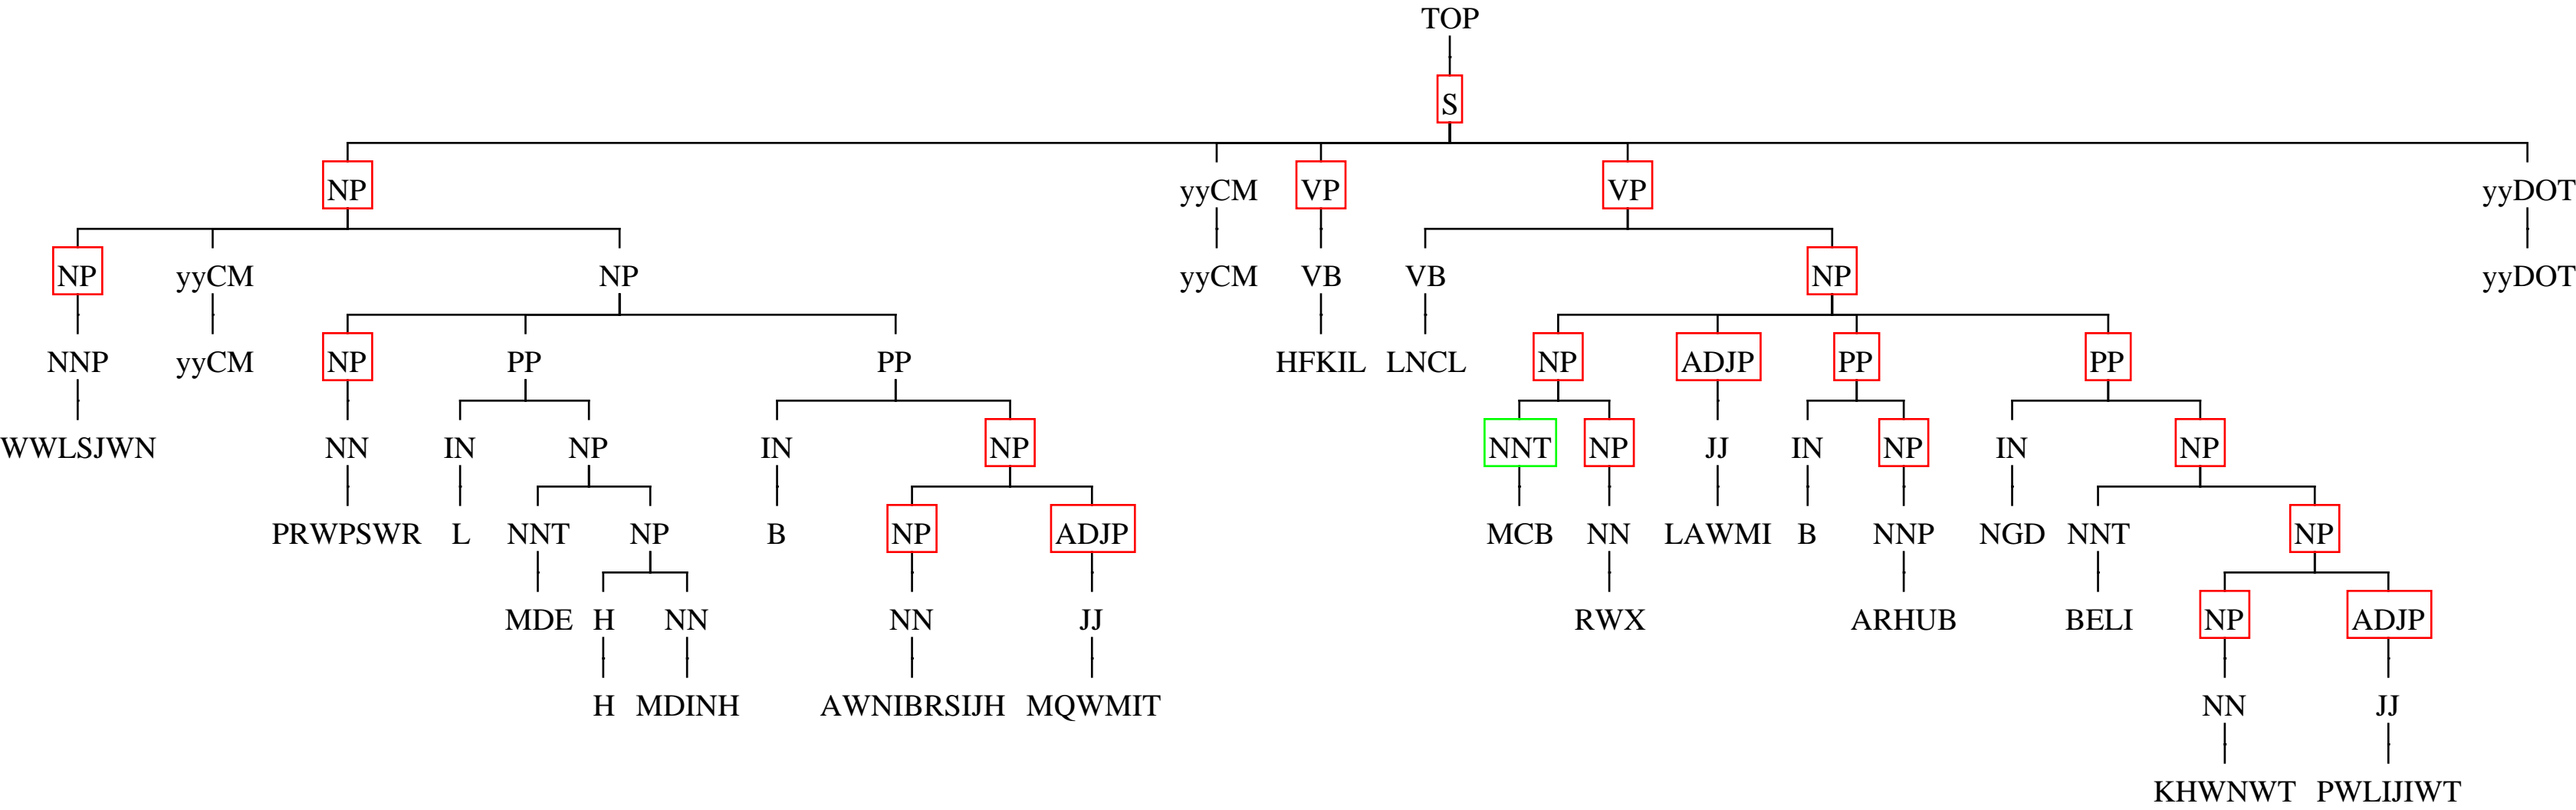 TOP
S
NP yyCM VP VP yyDOT
NP yyCM NP yyCM VB VB NP yyDOT
NNP yyCM NP PP PP HFKIL LNCL NP ADJP PP PP
WWLSJWN NN IN NP IN NP NNT NP JJ IN NP IN NP
PRWPSWR L NNT NP B NP ADJP MCB NN LAWMI B NNP NGD NNT NP
MDE H NN NN JJ RWX ARHUB BELI NP ADJP
H MDINH AWNIBRSIJH MQWMIT NN JJ
KHWNWT PWLIJIWT